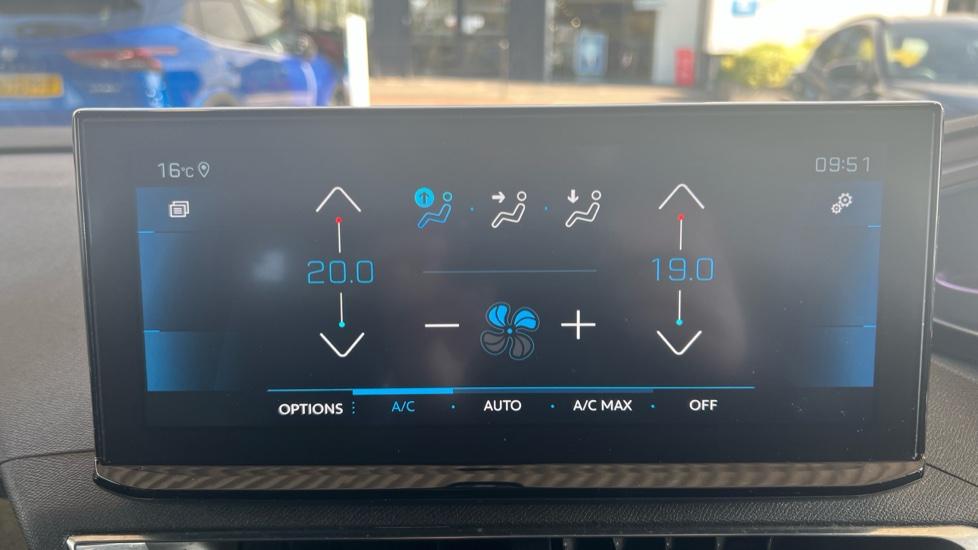 16°C 09:51
20.0 19.0
OPTIONS A/C AUTO A/C MAX OFF